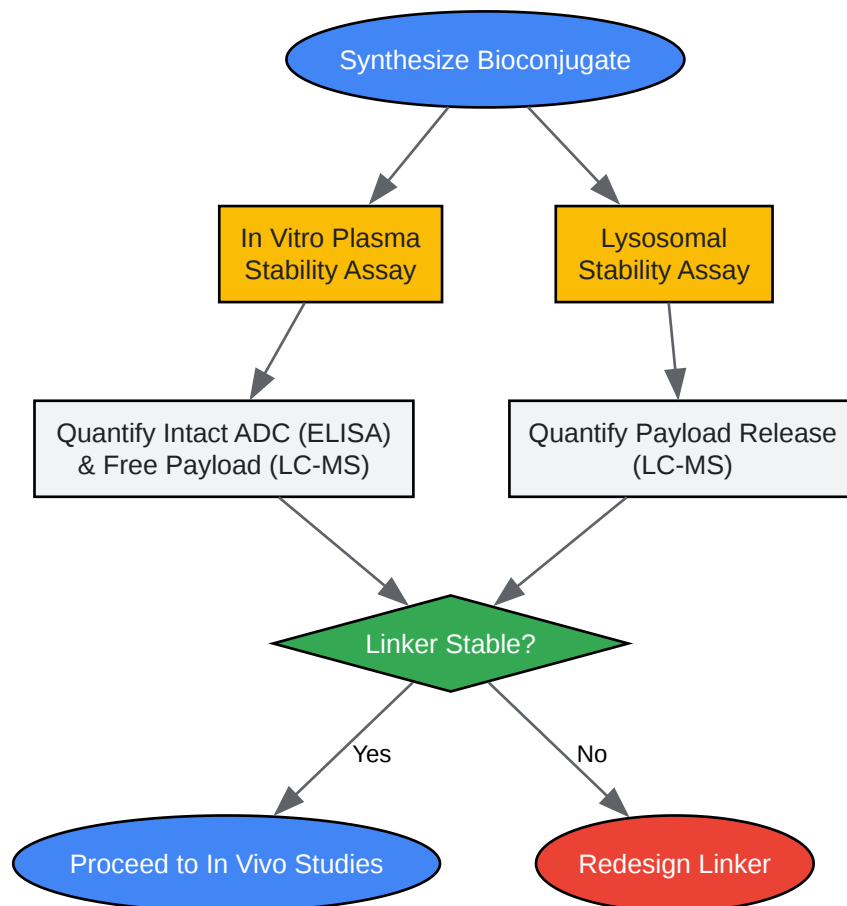 Synthesize Bioconjugate
In Vitro Plasma
Stability Assay
Lysosomal
Stability Assay
Quantify Intact ADC (ELISA)
& Free Payload (LC-MS)
Quantify Payload Release
(LC-MS)
Linker Stable?
Yes
No
Proceed to In Vivo Studies
Redesign Linker